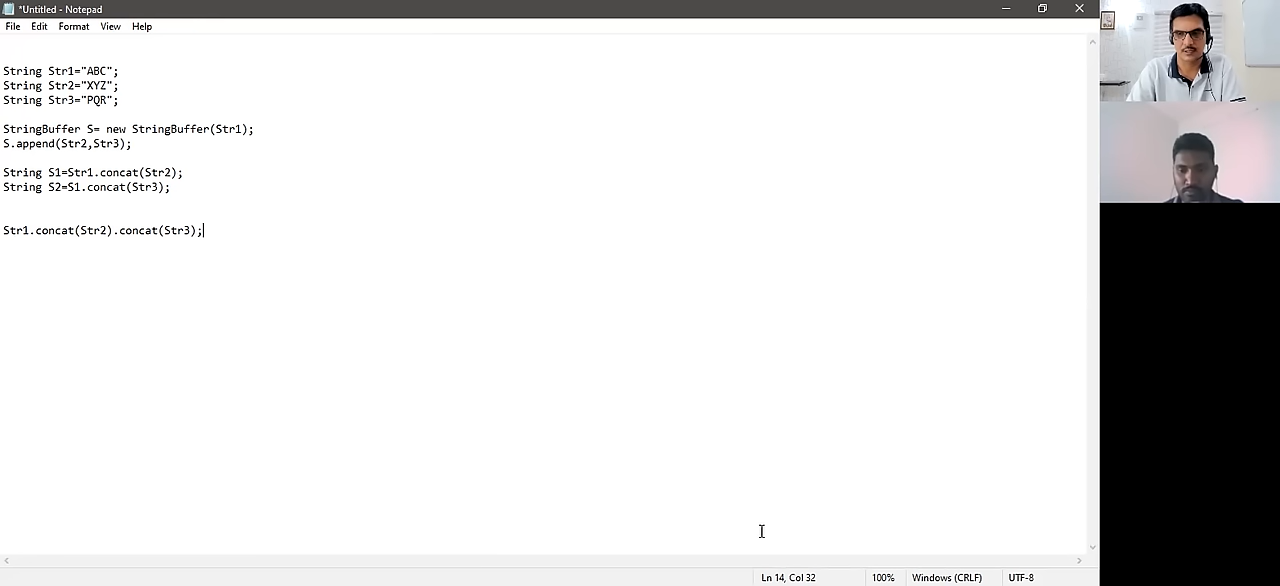 *Untitled - Notepad
File Edit Format View Help
String Str1="ABC";
String Str2="XYZ";
String Str3="PQR";
StringBuffer S= new StringBuffer(Str1);
S.append(Str2,Str3);
String S1=Str1.concat(Str2);
String S2=S1.concat(Str3);
Str1.concat(Str2).concat(Str3);
Ln 14, Col 32 100% Windows (CRLF) UTF-8